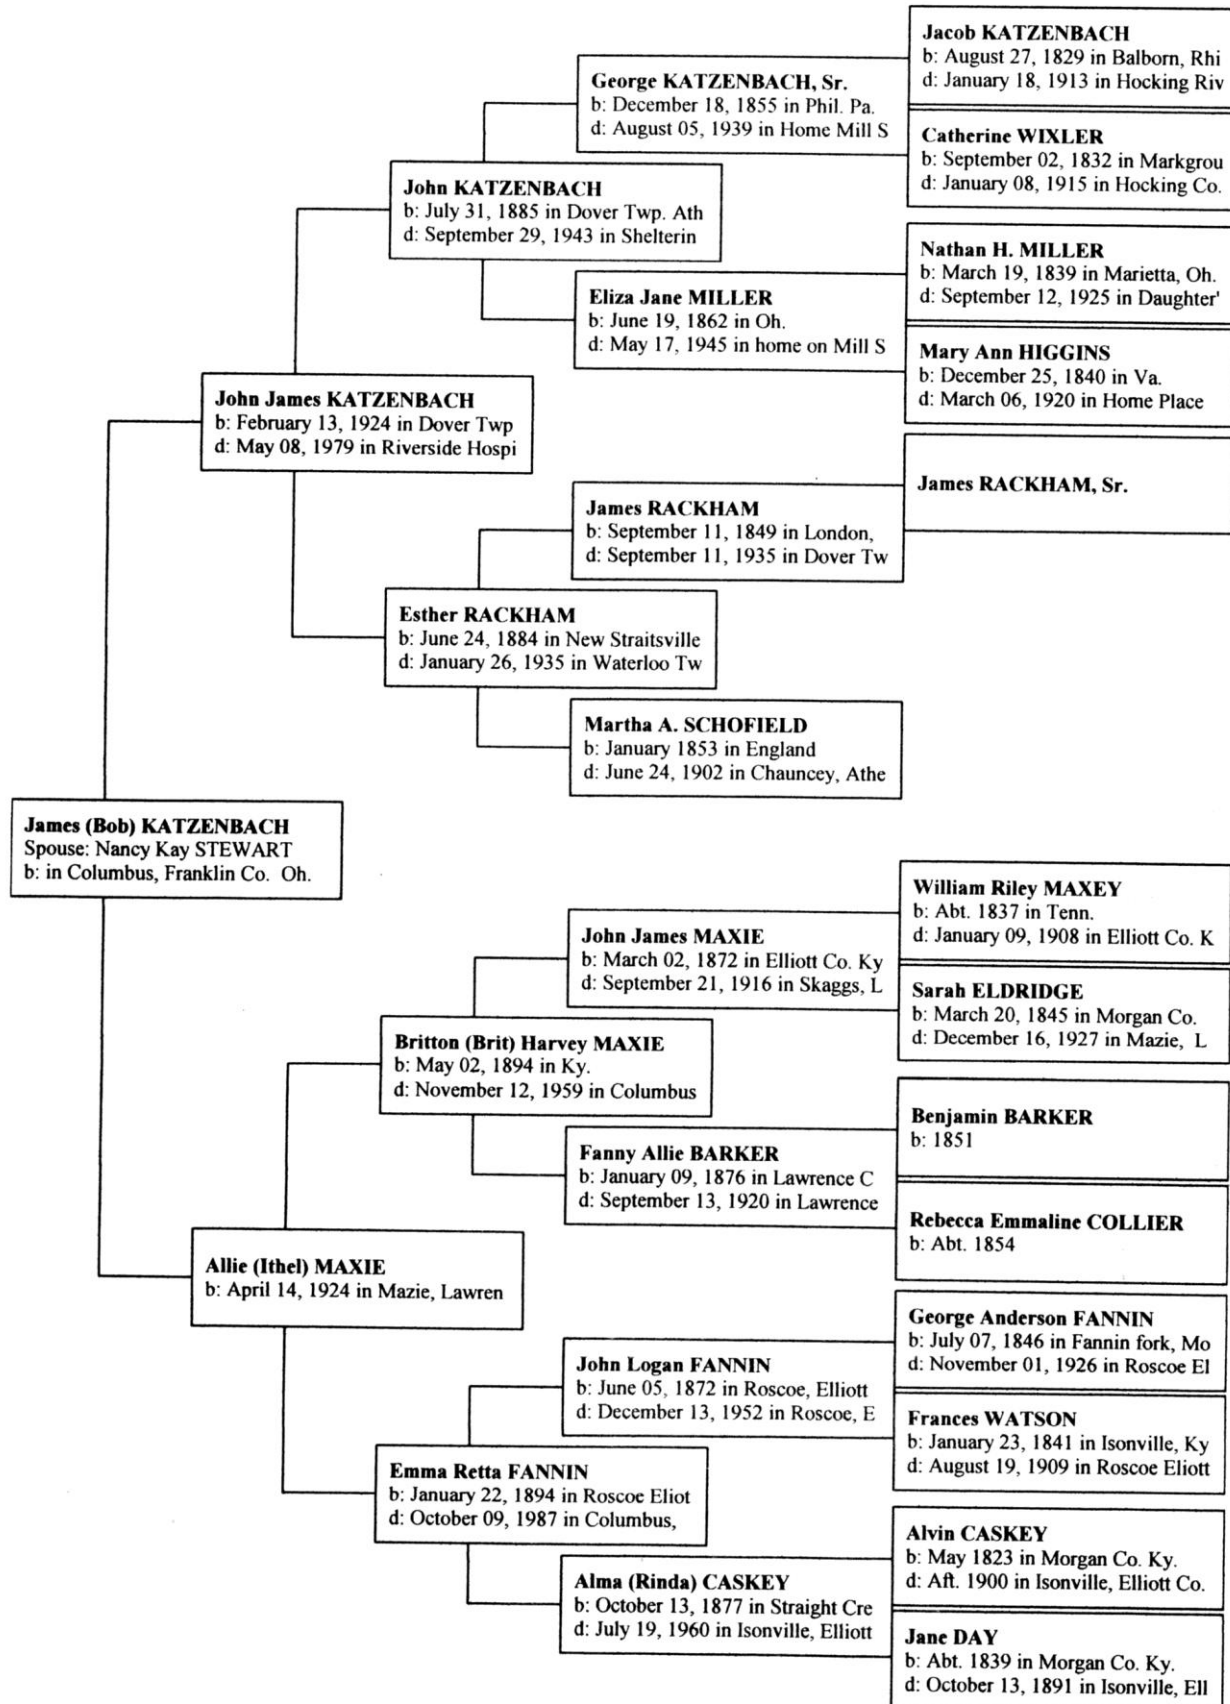 Jacob KATZENBACH
b: August 27, 1829 in Balborn, Rhi
d: January 18, 1913 in Hocking Riv
George KATZENBACH, Sr.
b: December 18, 1855 in Phil. Pa.
d: August 05, 1939 in Home Mill S
Catherine WIXLER
b: September 02, 1832 in Markgrou
d: January 08, 1915 in Hocking Co.
John KATZENBACH
b: July 31, 1885 in Dover Twp. Ath
d: September 29, 1943 in Shelterin
Nathan H. MILLER
b: March 19, 1839 in Marietta, Oh.
d: September 12, 1925 in Daughter'
Eliza Jane MILLER
b: June 19, 1862 in Oh.
d: May 17, 1945 in home on Mill S
Mary Ann HIGGINS
b: December 25, 1840 in Va.
d: March 06, 1920 in Home Place
John James KATZENBACH
b: February 13, 1924 in Dover Twp
d: May 08, 1979 in Riverside Hospi
James RACKHAM, Sr.
James RACKHAM
b: September 11, 1849 in London,
d: September 11, 1935 in Dover Tw
Esther RACKHAM
b: June 24, 1884 in New Straitsville
d: January 26, 1935 in Waterloo Tw
Martha A. SCHOFIELD
b: January 1853 in England
d: June 24, 1902 in Chauncey, Athe
James (Bob) KATZENBACH
Spouse: Nancy Kay STEWART
b: in Columbus, Franklin Co. Oh.
William Riley MAXEY
b: Abt. 1837 in Tenn.
d: January 09, 1908 in Elliott Co. K
John James MAXIE
b: March 02, 1872 in Elliott Co. Ky
d: September 21, 1916 in Skaggs, L
Sarah ELDRIDGE
b: March 20, 1845 in Morgan Co.
d: December 16, 1927 in Mazie, L
Britton (Brit) Harvey MAXIE
b: May 02, 1894 in Ky.
d: November 12, 1959 in Columbus
Benjamin BARKER
b: 1851
Fanny Allie BARKER
b: January 09, 1876 in Lawrence C
d: September 13, 1920 in Lawrence
Rebecca Emmaline COLLIER
b: Abt. 1854
Allie (Ithel) MAXIE
b: April 14, 1924 in Mazie, Lawren
George Anderson FANNIN
b: July 07, 1846 in Fannin fork, Mo
d: November 01, 1926 in Roscoe El
John Logan FANNIN
b: June 05, 1872 in Roscoe, Elliott
d: December 13, 1952 in Roscoe, E
Frances WATSON
b: January 23, 1841 in Isonville, Ky
d: August 19, 1909 in Roscoe Eliott
Emma Retta FANNIN
b: January 22, 1894 in Roscoe Eliot
d: October 09, 1987 in Columbus,
Alvin CASKEY
b: May 1823 in Morgan Co. Ky.
d: Aft. 1900 in Isonville, Elliott Co.
Alma (Rinda) CASKEY
b: October 13, 1877 in Straight Cre
d: July 19, 1960 in Isonville, Elliott
Jane DAY
b: Abt. 1839 in Morgan Co. Ky.
d: October 13, 1891 in Isonville, Ell